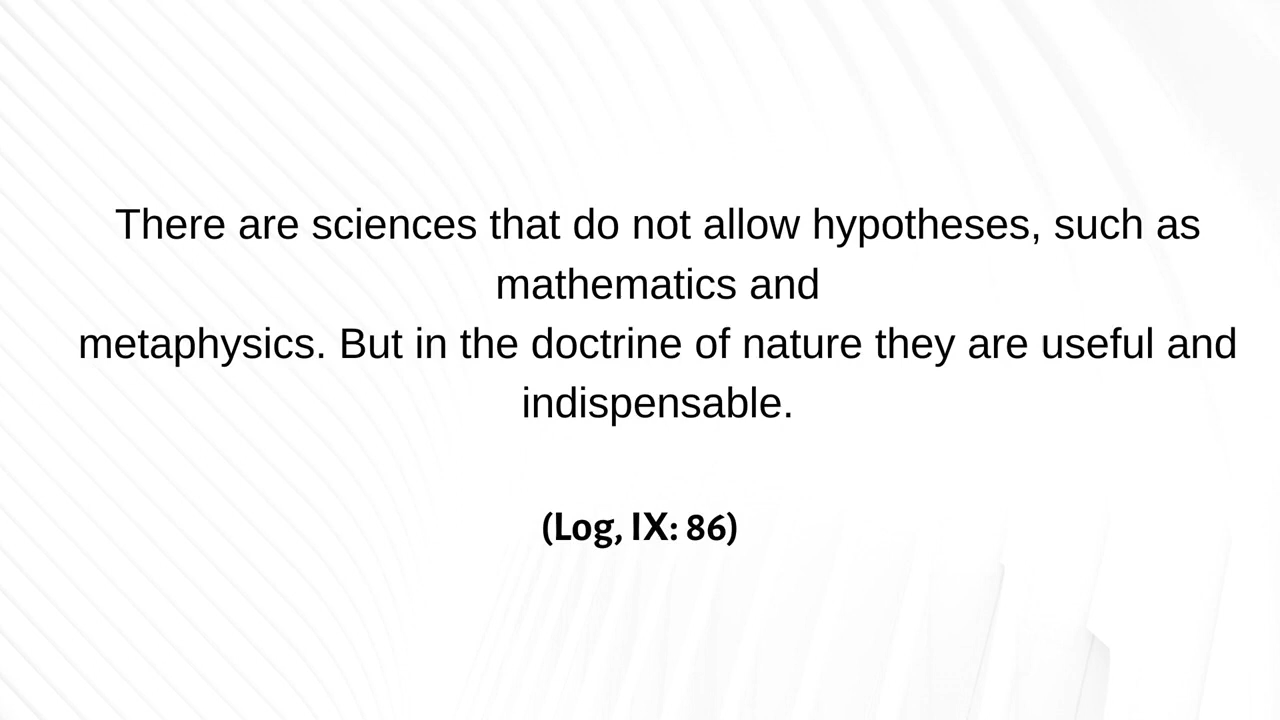 There are sciences that do not allow hypotheses, such as
mathematics and
metaphysics. But in the doctrine of nature they are useful and
indispensable.
(Log, IX: 86)